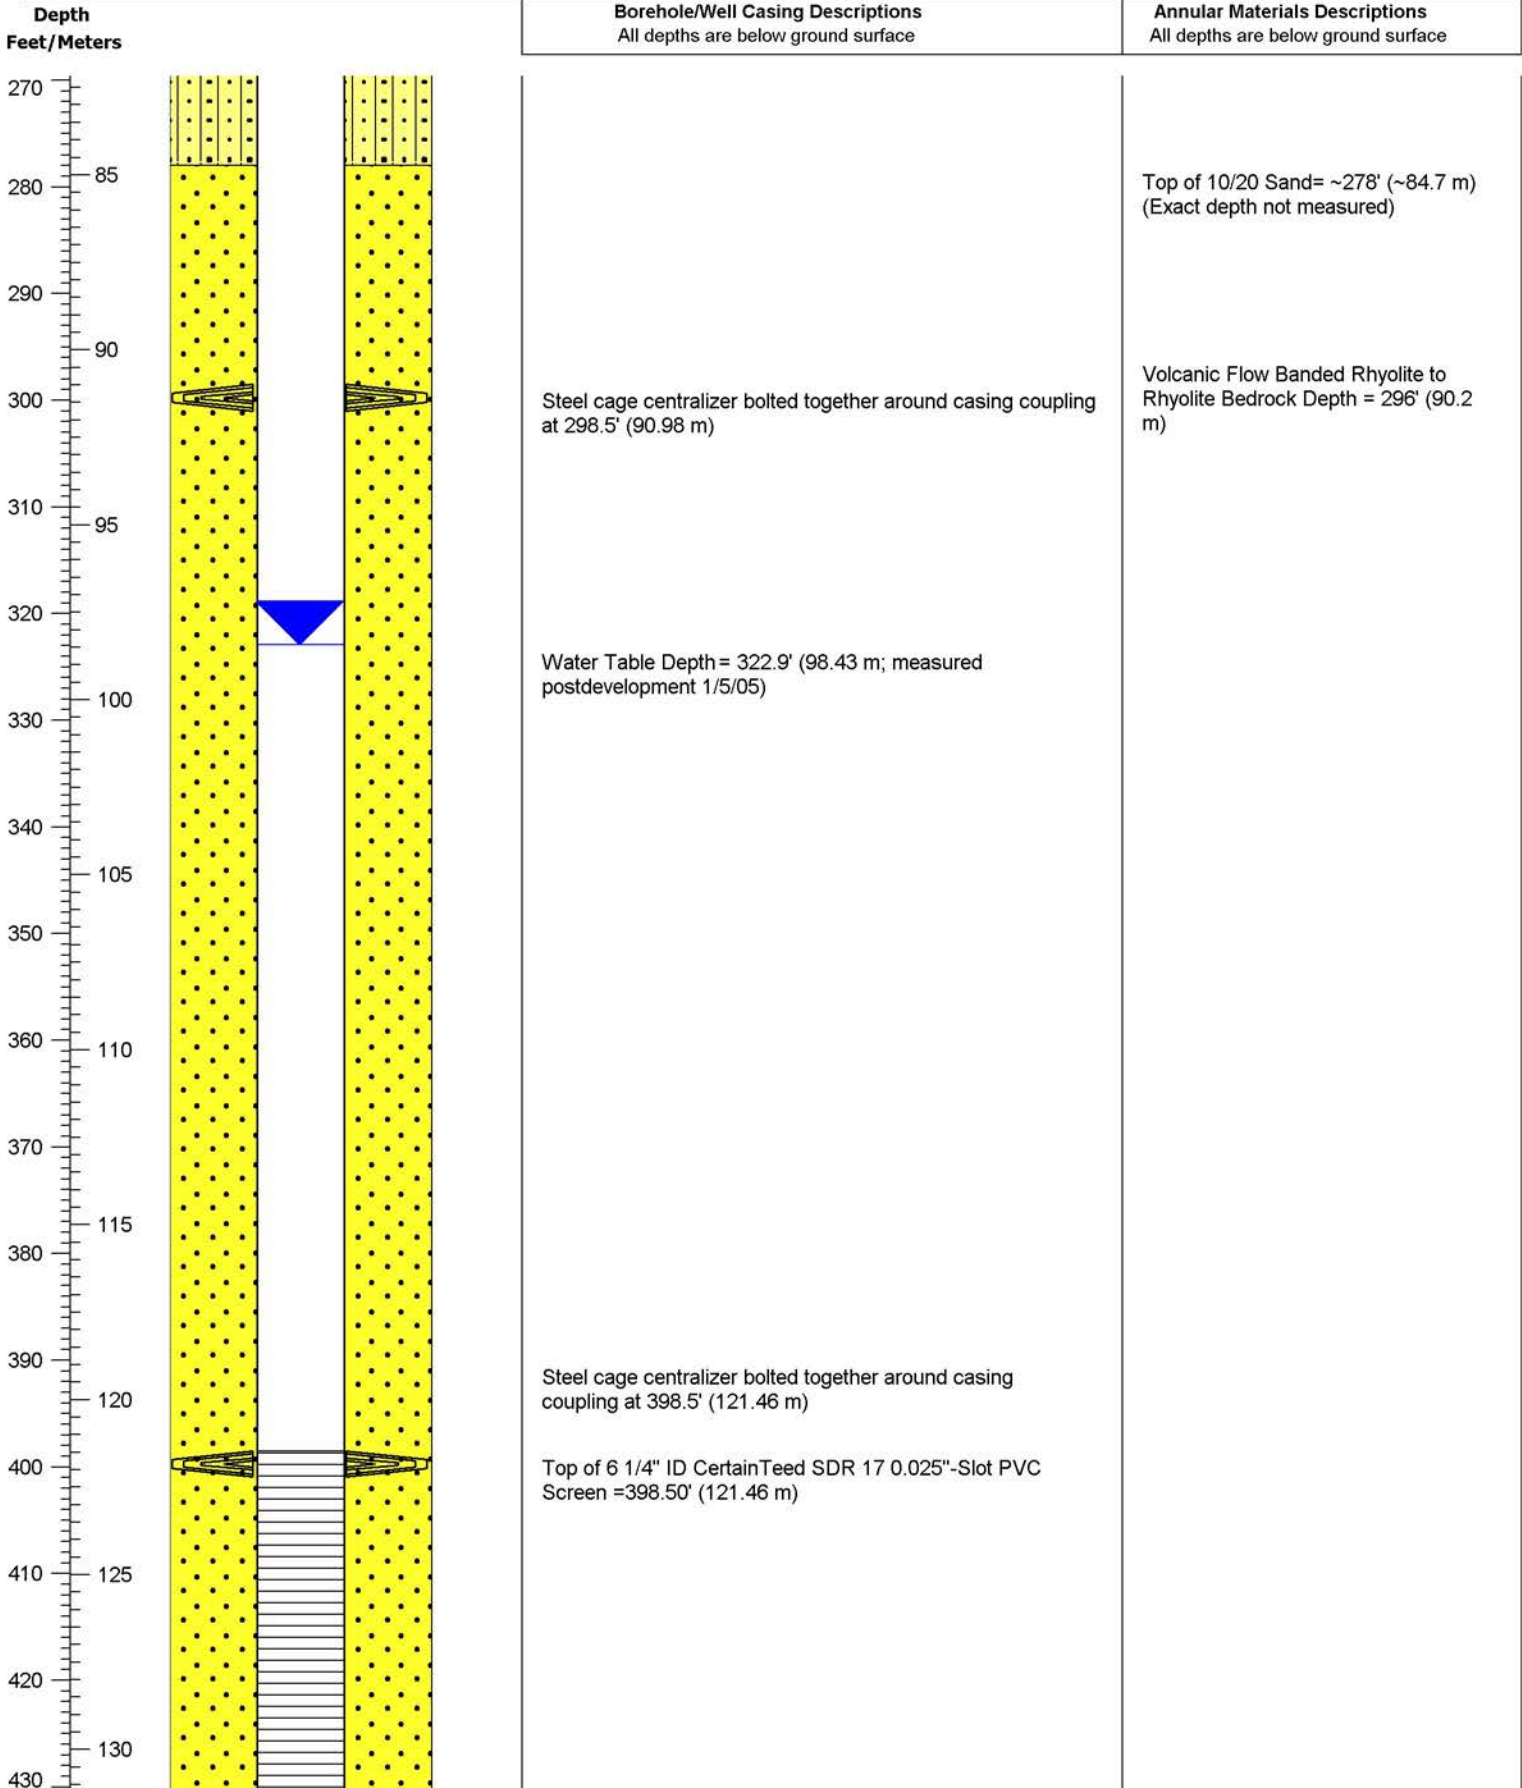 Depth
Feet/Meters
Borehole/Well Casing Descriptions
All depths are below ground surface
Annular Materials Descriptions
All depths are below ground surface
270
85
280
Top of 10/20 Sand= ~278' (~84.7 m)
(Exact depth not measured)
290
90
300
Steel cage centralizer bolted together around casing coupling
at 298.5' (90.98 m)
Volcanic Flow Banded Rhyolite to
Rhyolite Bedrock Depth = 296' (90.2
m)
310
95
320
Water Table Depth= 322.9' (98.43 m; measured
postdevelopment 1/5/05)
100
330
340
105
350
360
110
370
115
380
390
Steel cage centralizer bolted together around casing
coupling at 398.5' (121.46 m)
120
400
Top of 6 1/4" ID CertainTeed SDR 17 0.025"-Slot PVC
Screen =398.50' (121.46 m)
410
125
420
130
430